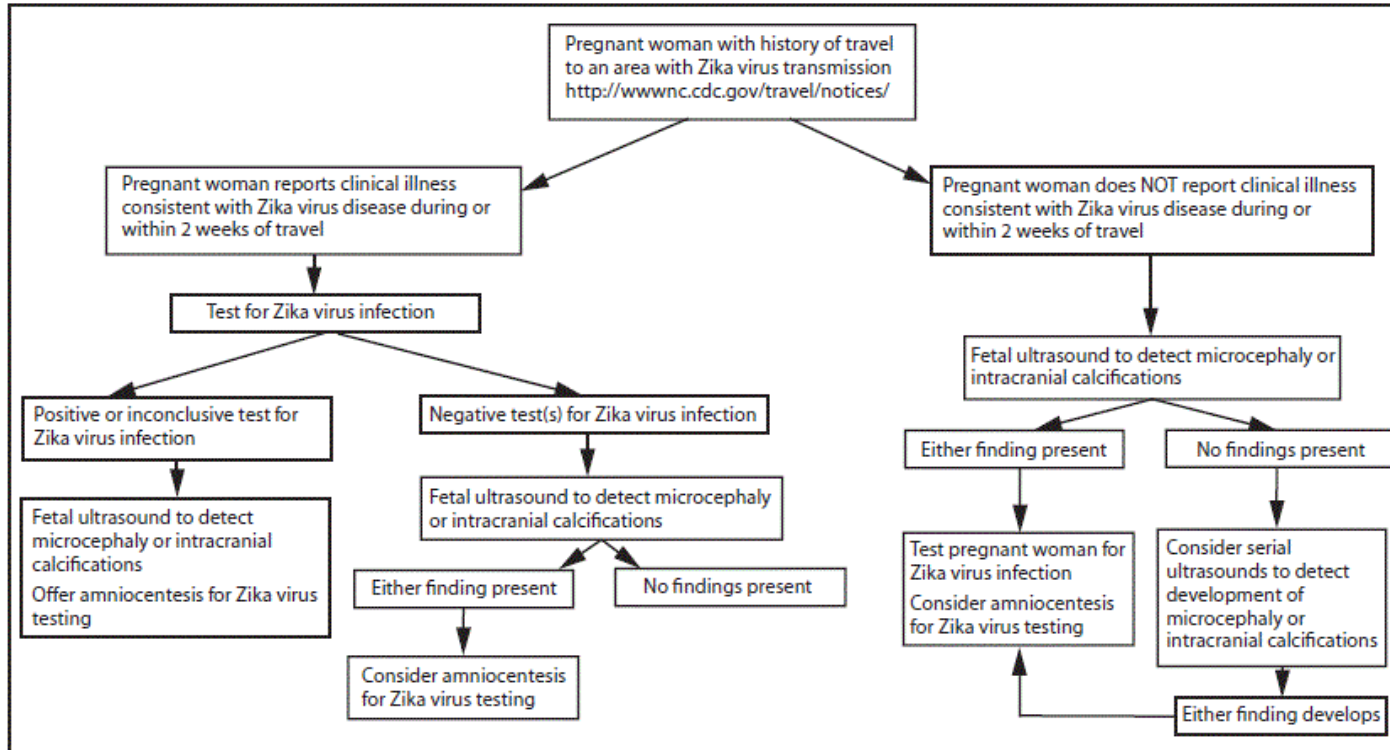 Pregnant woman with history of travel
to an area with Zika virus transmission
http://wwwnc.cdc.gov/travel/notices/
Pregnant woman reports clinical illness
consistent with Zika virus disease during or
within 2 weeks of travel
Pregnant woman does NOT report clinical illness
consistent with Zika virus disease during or
within 2 weeks of travel
Test for Zika virus infection
Fetal ultrasound to detect microcephaly or
intracranial calcifications
Positive or inconclusive test for
Zika virus infection
Negative test(s) for Zika virus infection
Either finding present
No findings present
Fetal ultrasound to detect
microcephaly or intracranial
calcifications
Offer amniocentesis for Zika virus
testing
Fetal ultrasound to detect microcephaly
or intracranial calcifications
Either finding present
No findings present
Consider amniocentesis
for Zika virus testing
Test pregnant woman for
Zika virus infection
Consider amniocentesis
for Zika virus testing
Consider serial
ultrasounds to detect
development of
microcephaly or
intracranial calcifications
Either finding develops